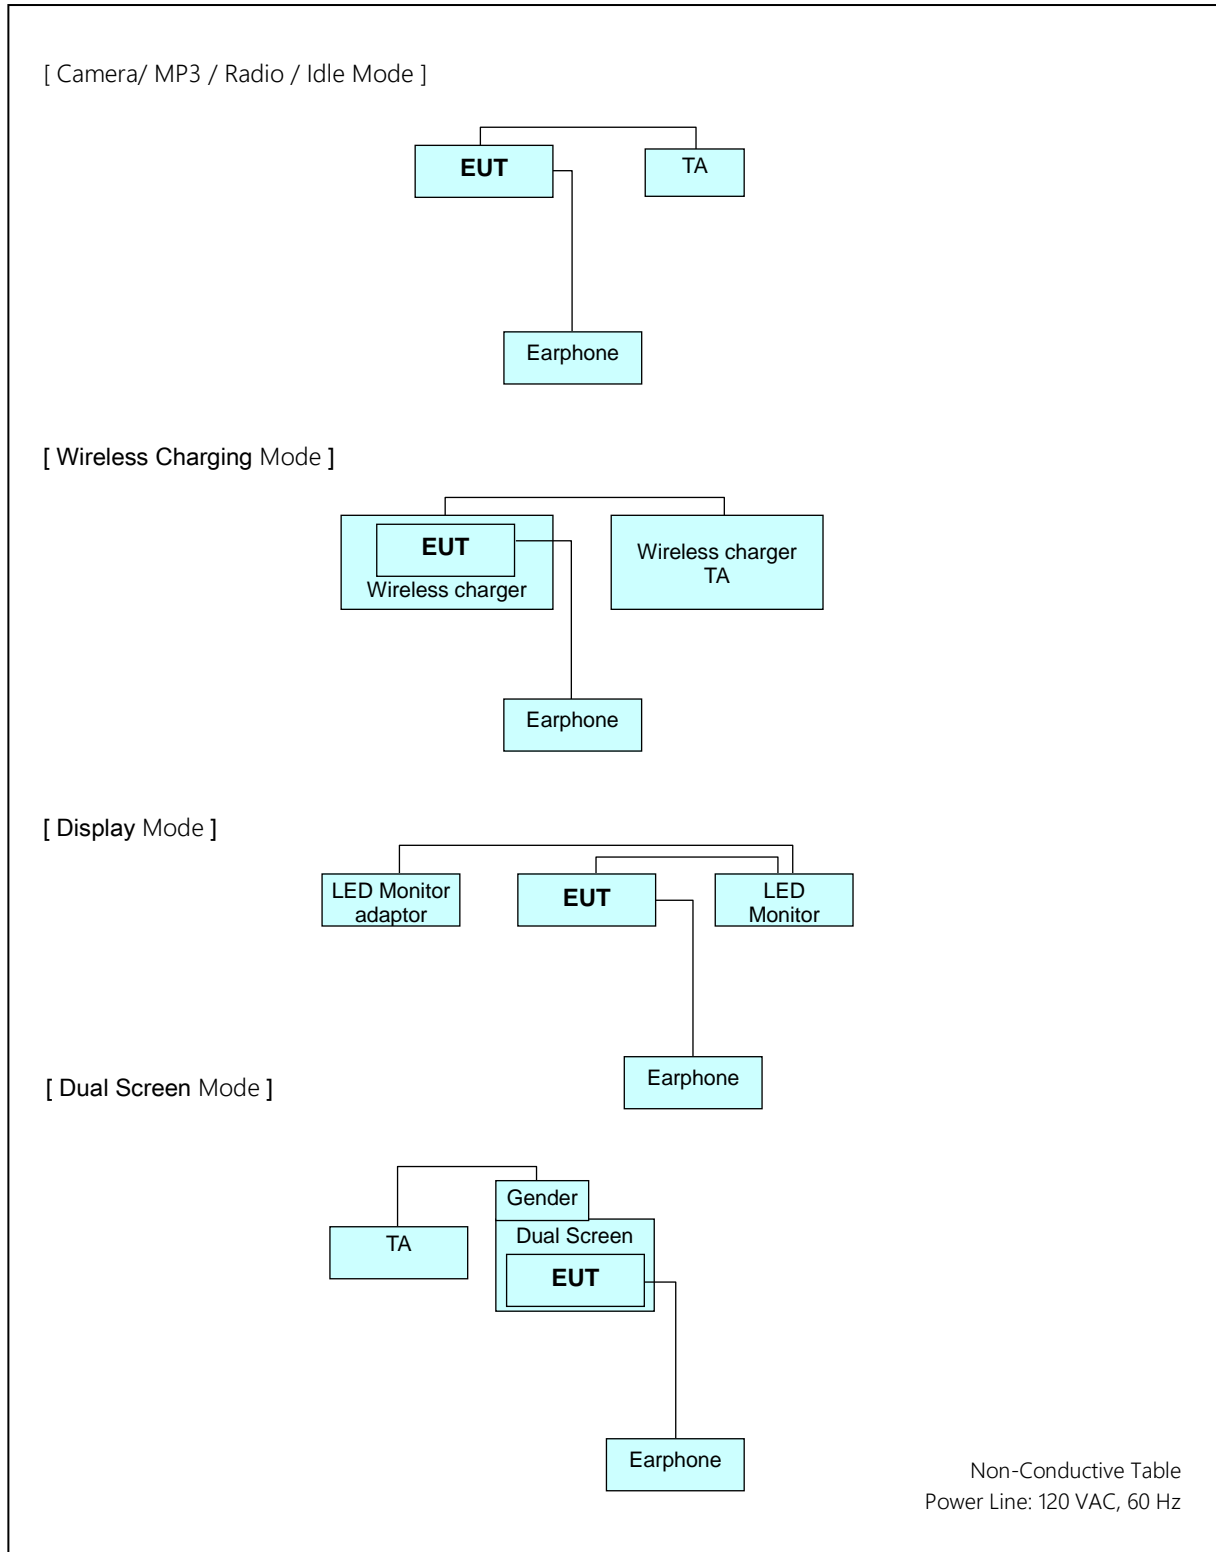 [ Camera/ MP3 / Radio / Idle Mode ]
EUT
TA
Earphone
[ Wireless Charging Mode ]
EUT
Wireless charger
Wireless charger
TA
Earphone
[ Display Mode ]
LED Monitor
adaptor
EUT
LED
Monitor
Earphone
[ Dual Screen Mode ]
Gender
TA
Dual Screen
EUT
Earphone
Non-Conductive Table
Power Line: 120 VAC, 60 Hz